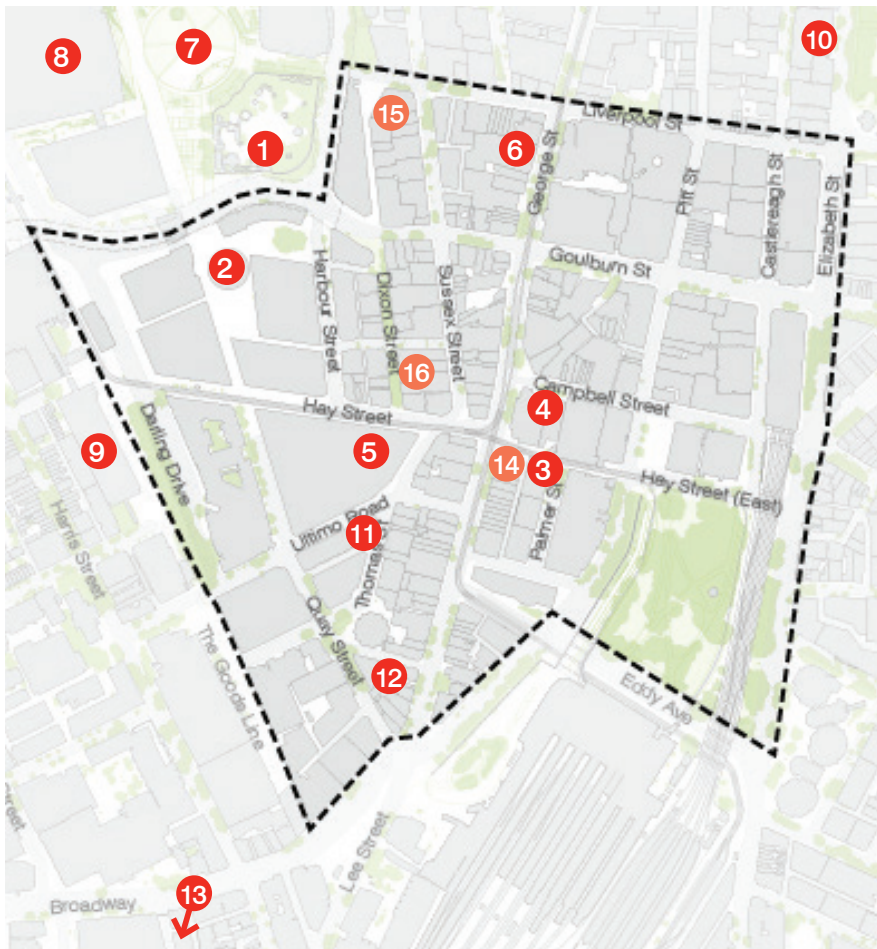 8
7
10
15
1
6
Liverpool St
George St
Pitt St
Castlereagh St
Elizabeth St
2
Harbour Street
Goulburn St
Dixon Street
Sussex Street
16
Campbell Street
4
Hay Street
Darling Drive
9
5
14
3
Hay Street (East)
Harris Street
Palmer St
Ultimo Road
11
Thomas St
Quay Street
12
The Goods Line
Eddy Ave
Street
Lee Street
13
Broadway